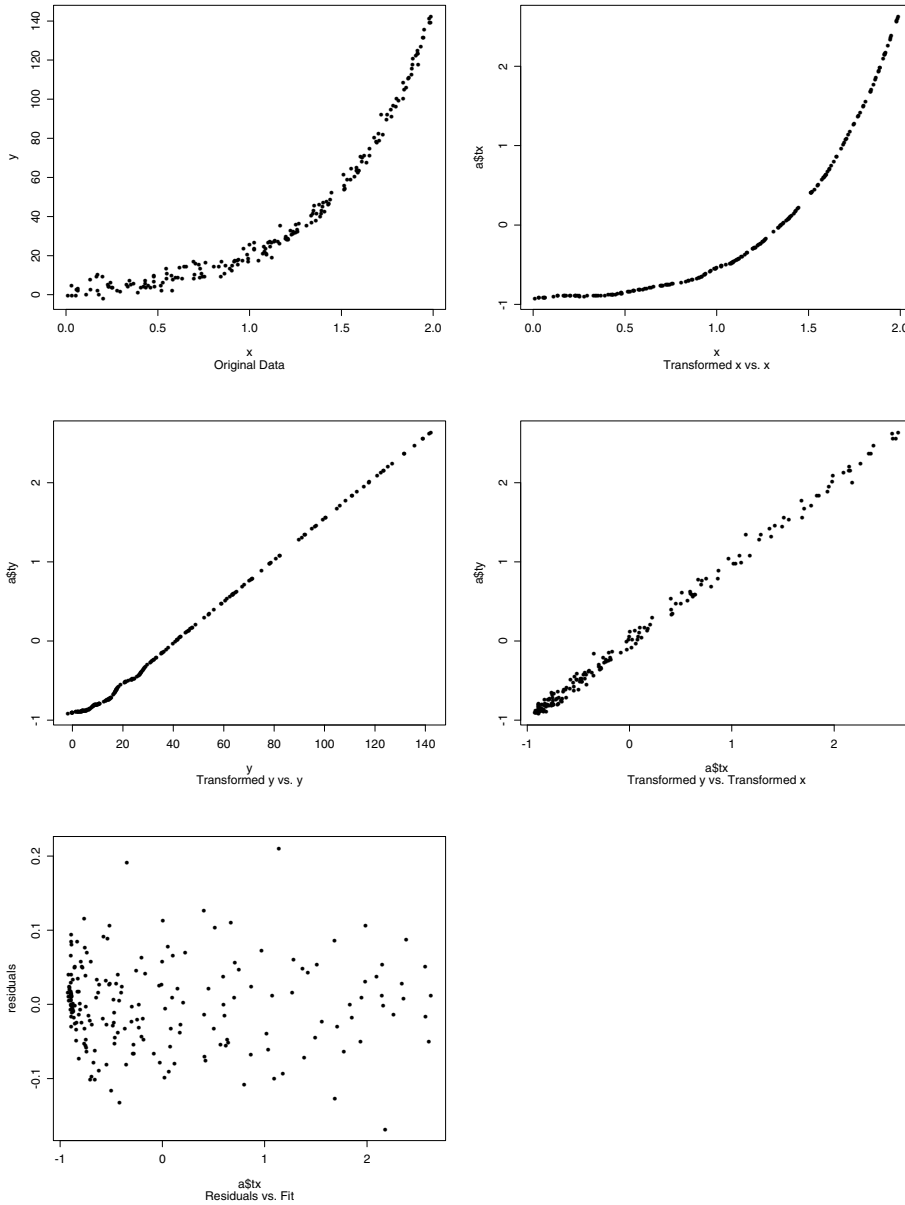 y
0 20 40 60 80 100 120 140
0.0 0.5 1.0 1.5 2.0
x
Original Data
a$tx
-1 0 1 2
0.0 0.5 1.0 1.5 2.0
x
Transformed x vs. x
a$ty
-1 0 1 2
0 20 40 60 80 100 120 140
y
Transformed y vs. y
a$ty
-1 0 1 2
-1 0 1 2
a$tx
Transformed y vs. Transformed x
residuals
-0.1 0.0 0.1 0.2
-1 0 1 2
a$tx
Residuals vs. Fit